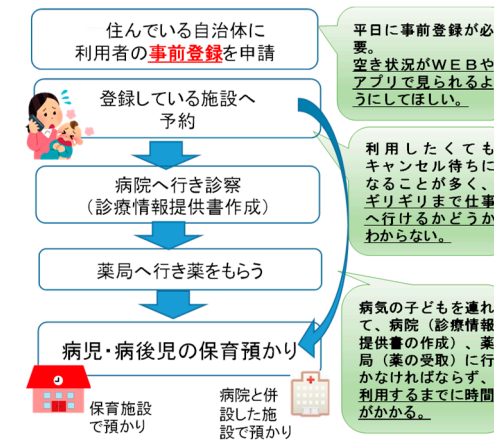 住んでいる自治体に
利用者の事前登録を申請
登録している施設へ
予約
病院へ行き診察
（診療情報提供書作成）
薬局へ行き薬をもらう
病児・病後児の保育預かり
保育施設
で預かり
病院と併
設した施
設で預かり
平日に事前登録が必
要。
空き状況がＷＥＢや
アプリで見られるよ
うにしてほしい。
利用したくても
キャンセル待ちに
なることが多く、
ギリギリまで仕事
へ行けるかどうか
わからない。
病気の子どもを連れ
て、病院（診療情報
提供書の作成）、薬
局（薬の受取）に行
かなければならず、
利用するまでに時間
がかかる。